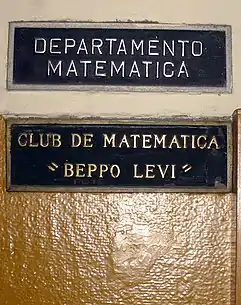 DEPARTAMENTO
MATEMATICA
CLUB DE MATEMATICA
"BEPPO LEVI"